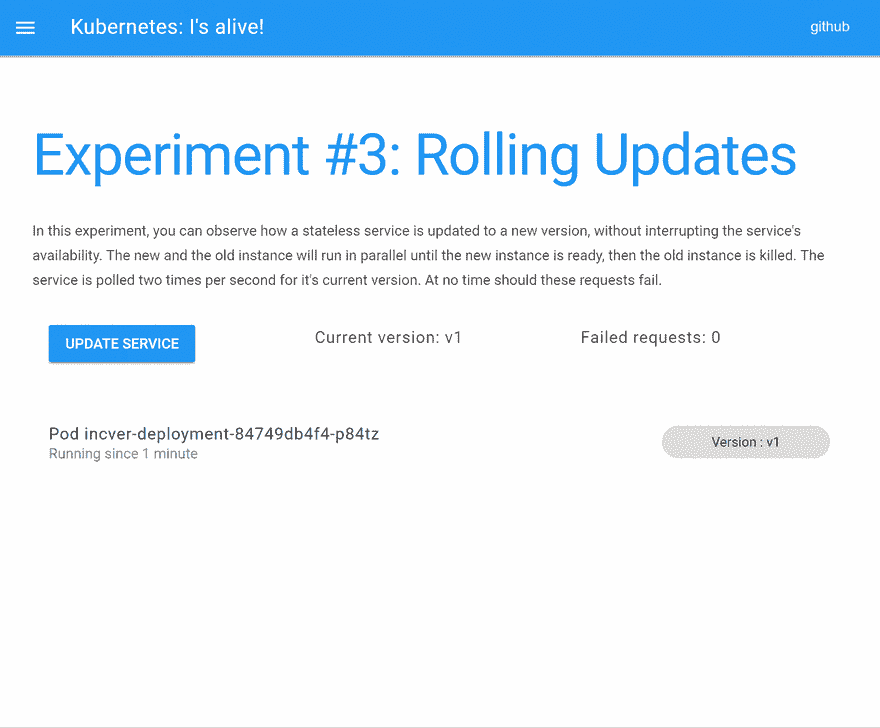 Kubernetes: I's alive!
github
Experiment #3: Rolling Updates
In this experiment, you can observe how a stateless service is updated to a new version, without interrupting the service's
availability. The new and the old instance will run in parallel until the new instance is ready, then the old instance is killed. The
service is polled two times per second for it's current version. At no time should these requests fail.
UPDATE SERVICE
Current version: v1
Failed requests: 0
Pod incver-deployment-84749db4f4-p84tz
Running since 1 minute
Version : v1